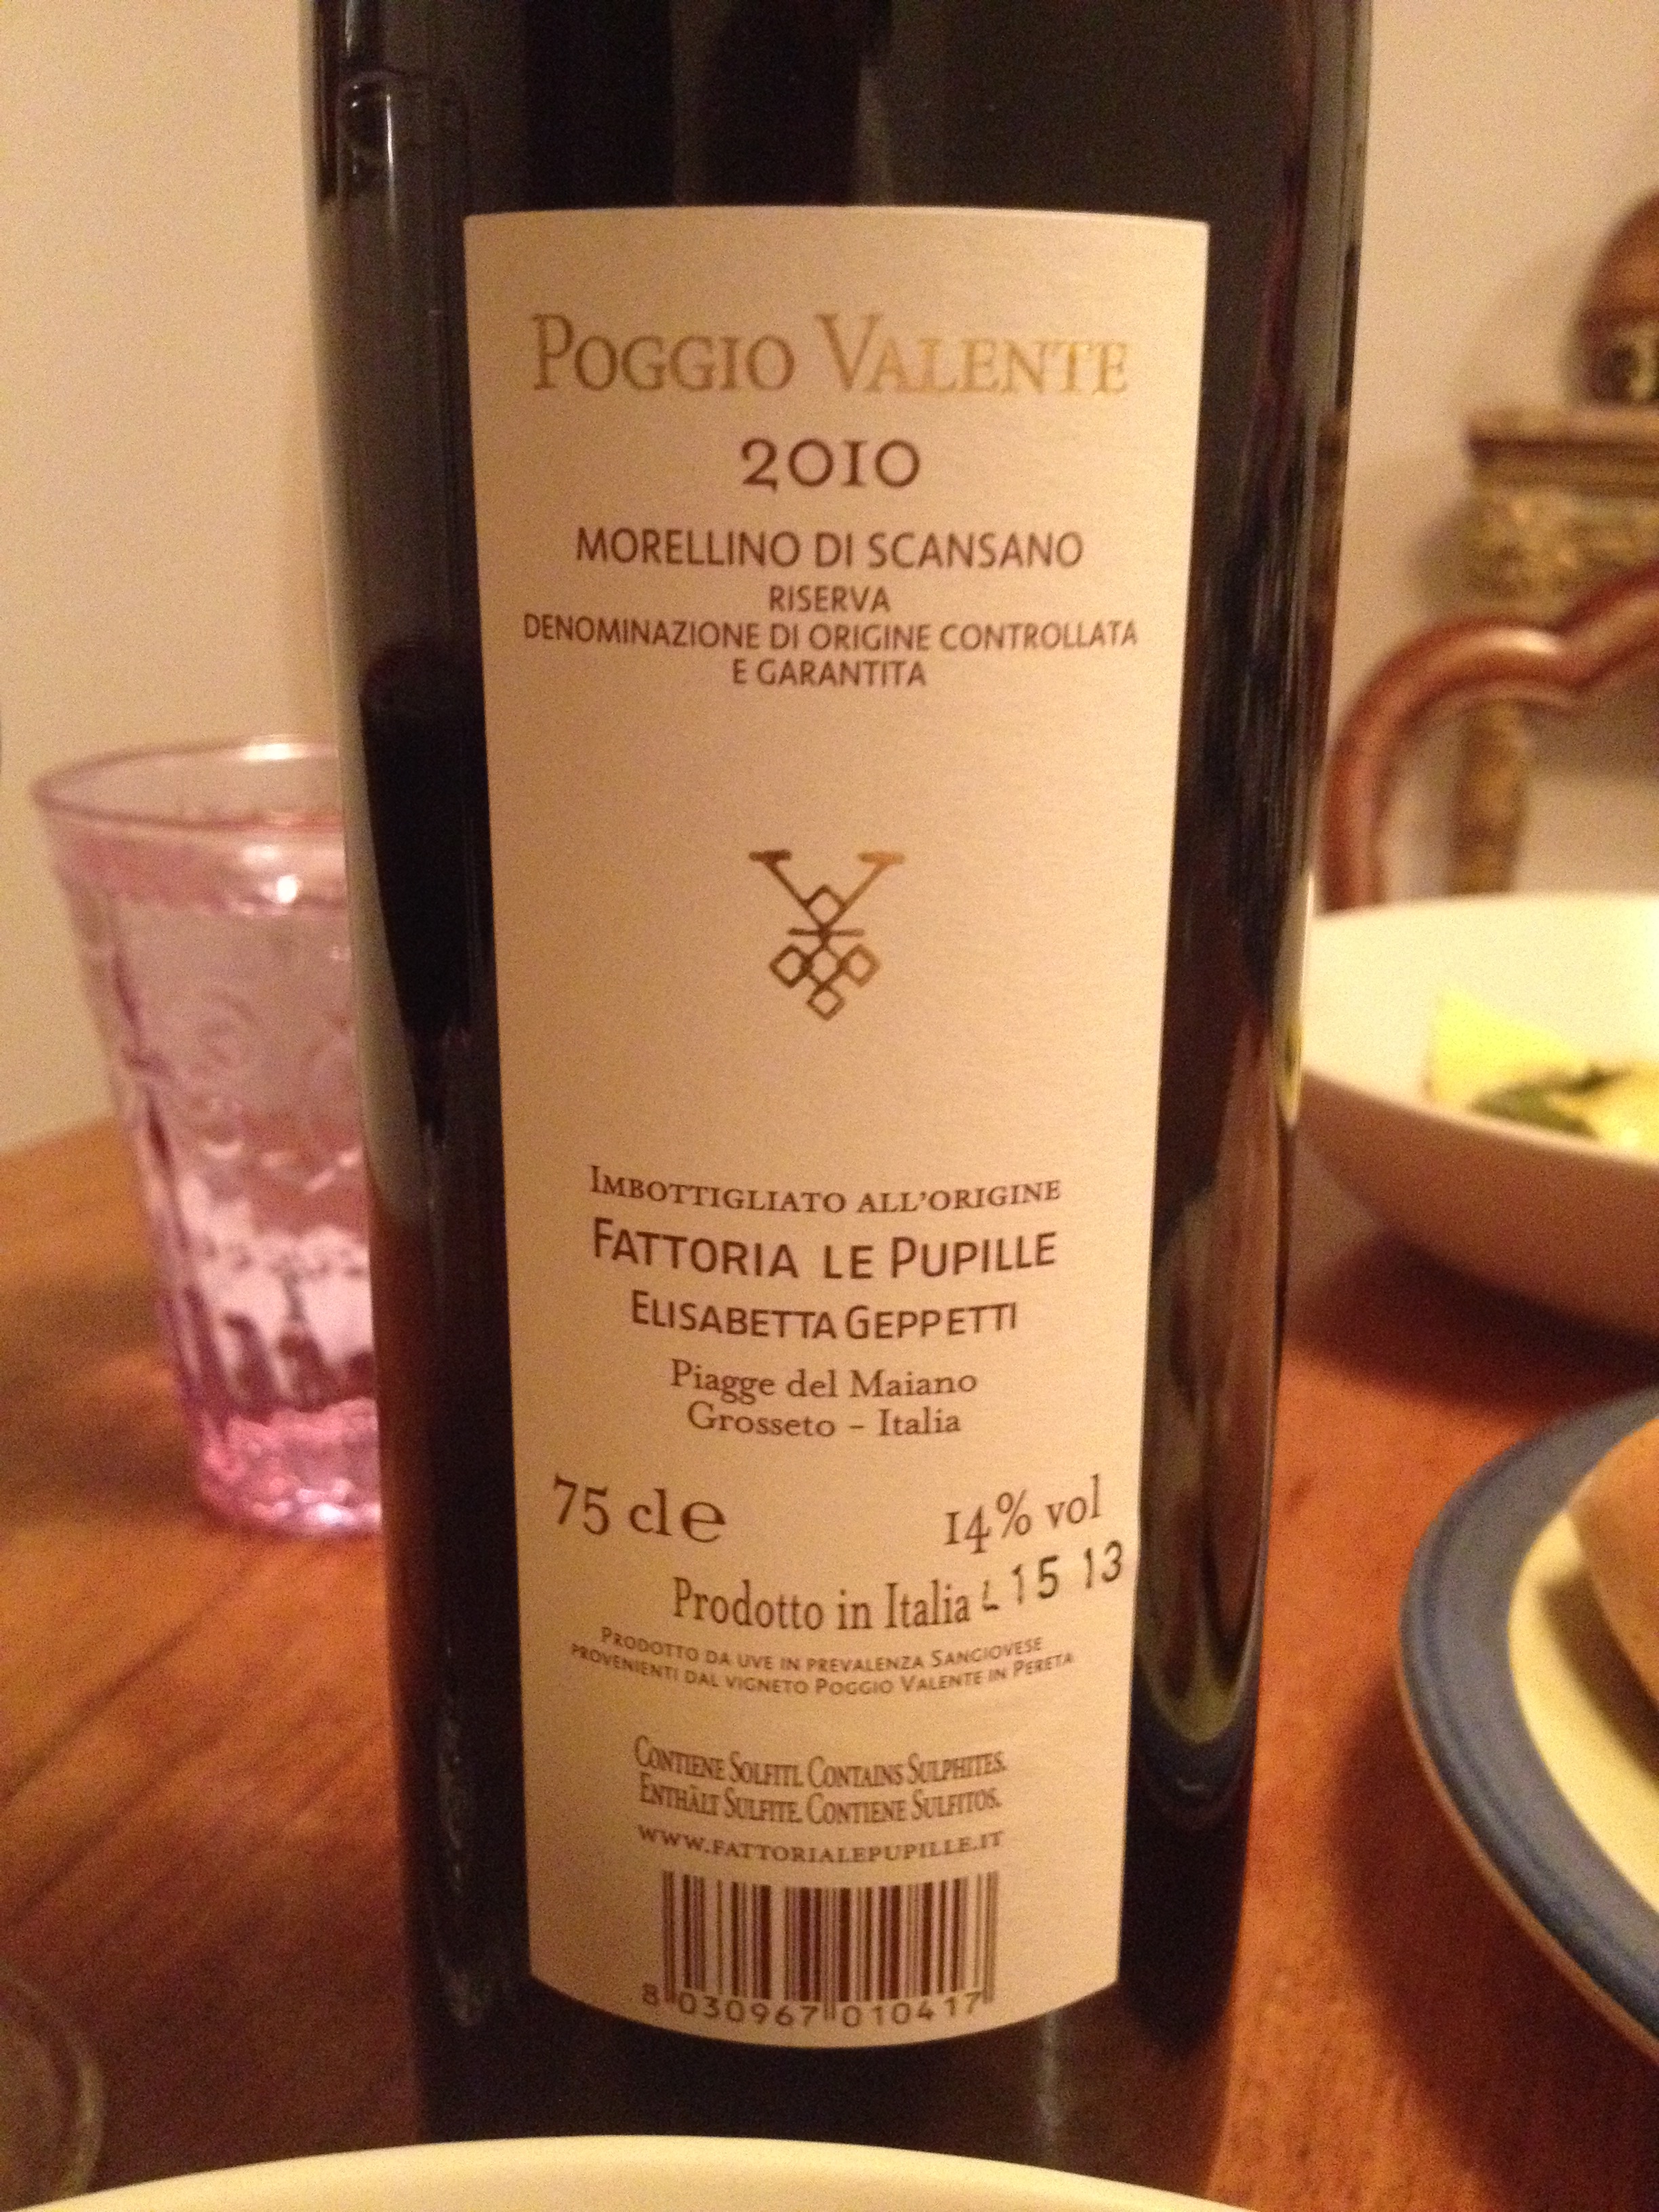 POGGIO VALENTE
2010
MORELLINO DI SCANSANO
RISERVA
DENOMINAZIONE DI ORIGINE CONTROLLATA
E GARANTITA
IMBOTTIGLIATO ALL'ORIGINE
FATTORIA LE PUPILLE
ELISABETTA GEPPETTI
Piagge del Maiano
Grosseto – Italia
75 cl e 14% vol
Prodotto in Italia L 15 13
PRODOTTO DA UVE IN PREVALENZA SANGIOVESE
PROVENIENTI DAL VIGNETO POGGIO VALENTE IN PERETA
CONTIENE SOLFITI. CONTAINS SULPHITES.
ENTHÄLT SULFITE. CONTIENE SULFITOS.
WWW.FATTORIALEPUPILLE.IT
8 030967 010417